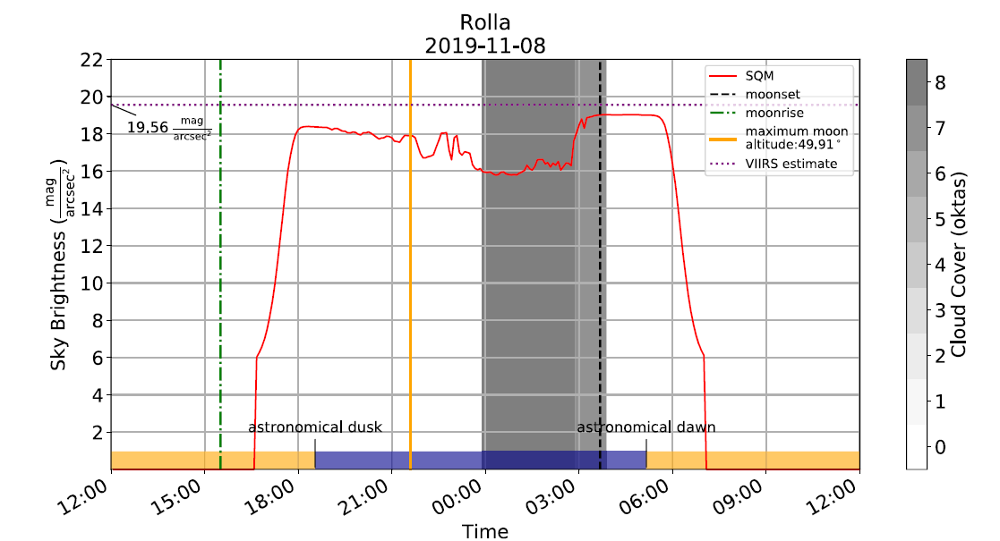 Rolla
2019-11-08
22
20
18
16
14
12
10
8
6
4
2
Sky Brightness (mag/arcsec²)
19.56 mag/arcsec²
SQM
moonset
moonrise
maximum moon
altitude:49.91°
VIIRS estimate
astronomical dusk
astronomical dawn
12:00
15:00
18:00
21:00
00:00
03:00
06:00
09:00
12:00
Time
8
7
6
5
4
3
2
1
0
Cloud Cover (oktas)